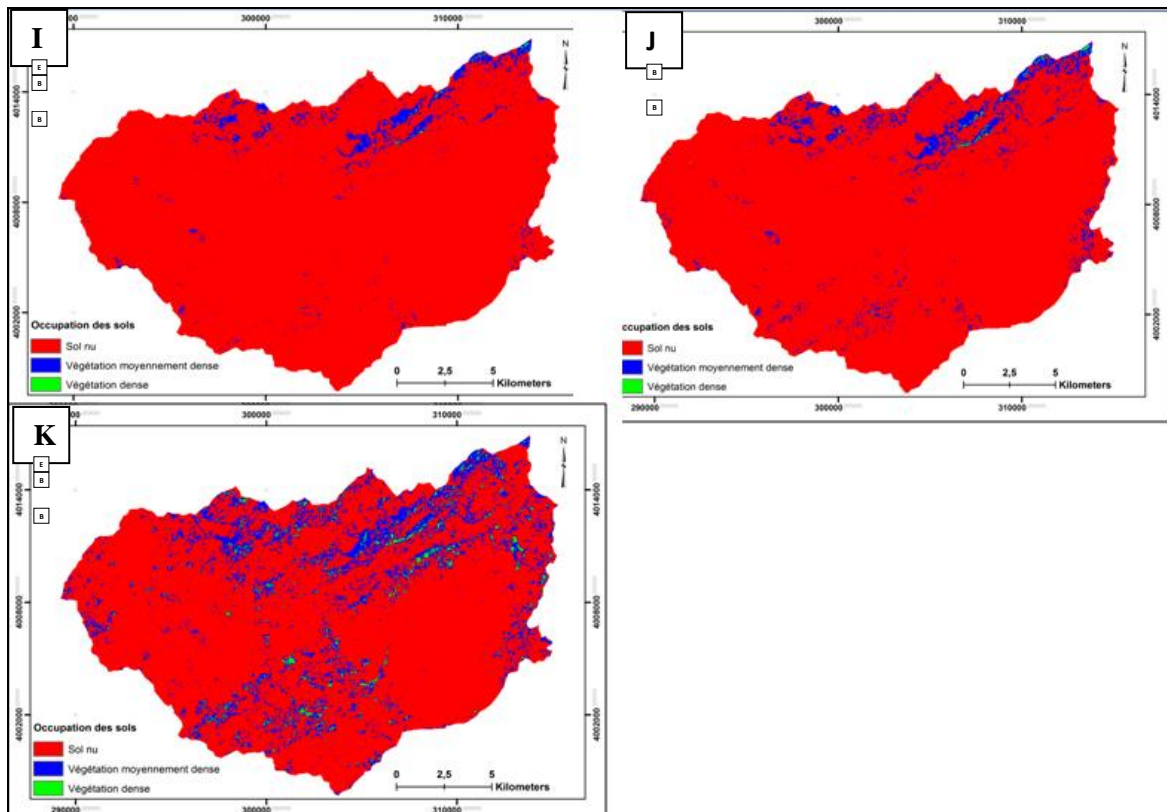 I
E
B
B
300000
310000
N
4014000
4008000
4002000
Occupation des sols
Sol nu
Végétation moyennement dense
Végétation dense
0 2,5 5
Kilometers
J
B
B
300000
310000
N
4014000
4008000
4002000
ccupation des sols
Sol nu
Végétation moyennement dense
Végétation dense
0 2,5 5
Kilometers
290000
300000
310000
K
E
B
B
300000
310000
N
4014000
4008000
4002000
Occupation des sols
Sol nu
Végétation moyennement dense
Végétation dense
0 2,5 5
Kilometers
290000
300000
310000